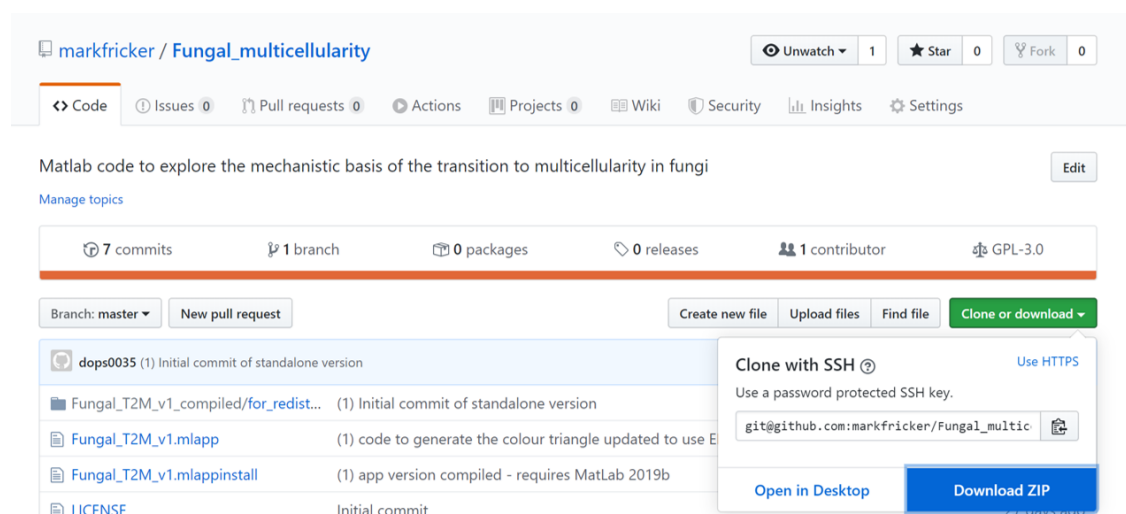 markfricker / Fungal_multicellularity
Unwatch 1 Star 0 Fork 0
Code Issues 0 Pull requests 0 Actions Projects 0 Wiki Security Insights Settings
Matlab code to explore the mechanistic basis of the transition to multicellularity in fungi
Edit
Manage topics
7 commits 1 branch 0 packages 0 releases 1 contributor GPL-3.0
Branch: master New pull request Create new file Upload files Find file Clone or download
dops0035 (1) Initial commit of standalone version
Clone with SSH Use HTTPS
Use a password protected SSH key.
Fungal_T2M_v1_compiled/for_redist... (1) Initial commit of standalone version
git@github.com:markfricker/Fungal_multic
Fungal_T2M_v1.mlapp (1) code to generate the colour triangle updated to use E
Fungal_T2M_v1.mlappinstall (1) app version compiled - requires MatLab 2019b
Open in Desktop Download ZIP
LICENSE Initial commit